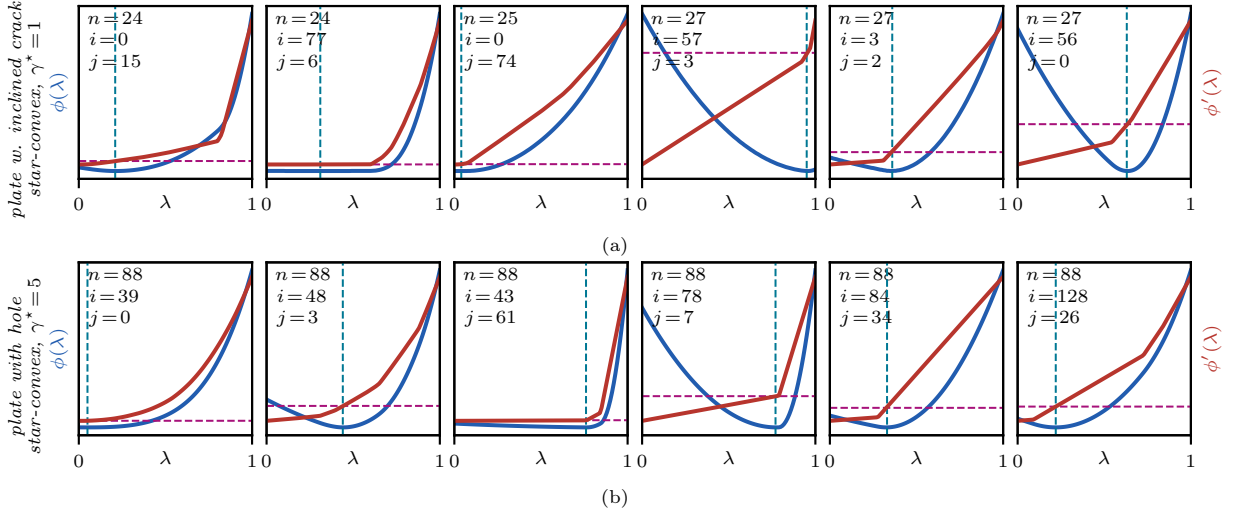 plate w. inclined crack
star-convex, γ* = 1
ϕ(λ)
n = 24
i = 0
j = 15
n = 24
i = 77
j = 6
n = 25
i = 0
j = 74
n = 27
i = 57
j = 3
n = 27
i = 3
j = 2
n = 27
i = 56
j = 0
ϕ′(λ)
0 λ 1 0 λ 1 0 λ 1 0 λ 1 0 λ 1 0 λ 1
(a)
plate with hole
star-convex, γ* = 5
ϕ(λ)
n = 88
i = 39
j = 0
n = 88
i = 48
j = 3
n = 88
i = 43
j = 61
n = 88
i = 78
j = 7
n = 88
i = 84
j = 34
n = 88
i = 128
j = 26
ϕ′(λ)
0 λ 1 0 λ 1 0 λ 1 0 λ 1 0 λ 1 0 λ 1
(b)